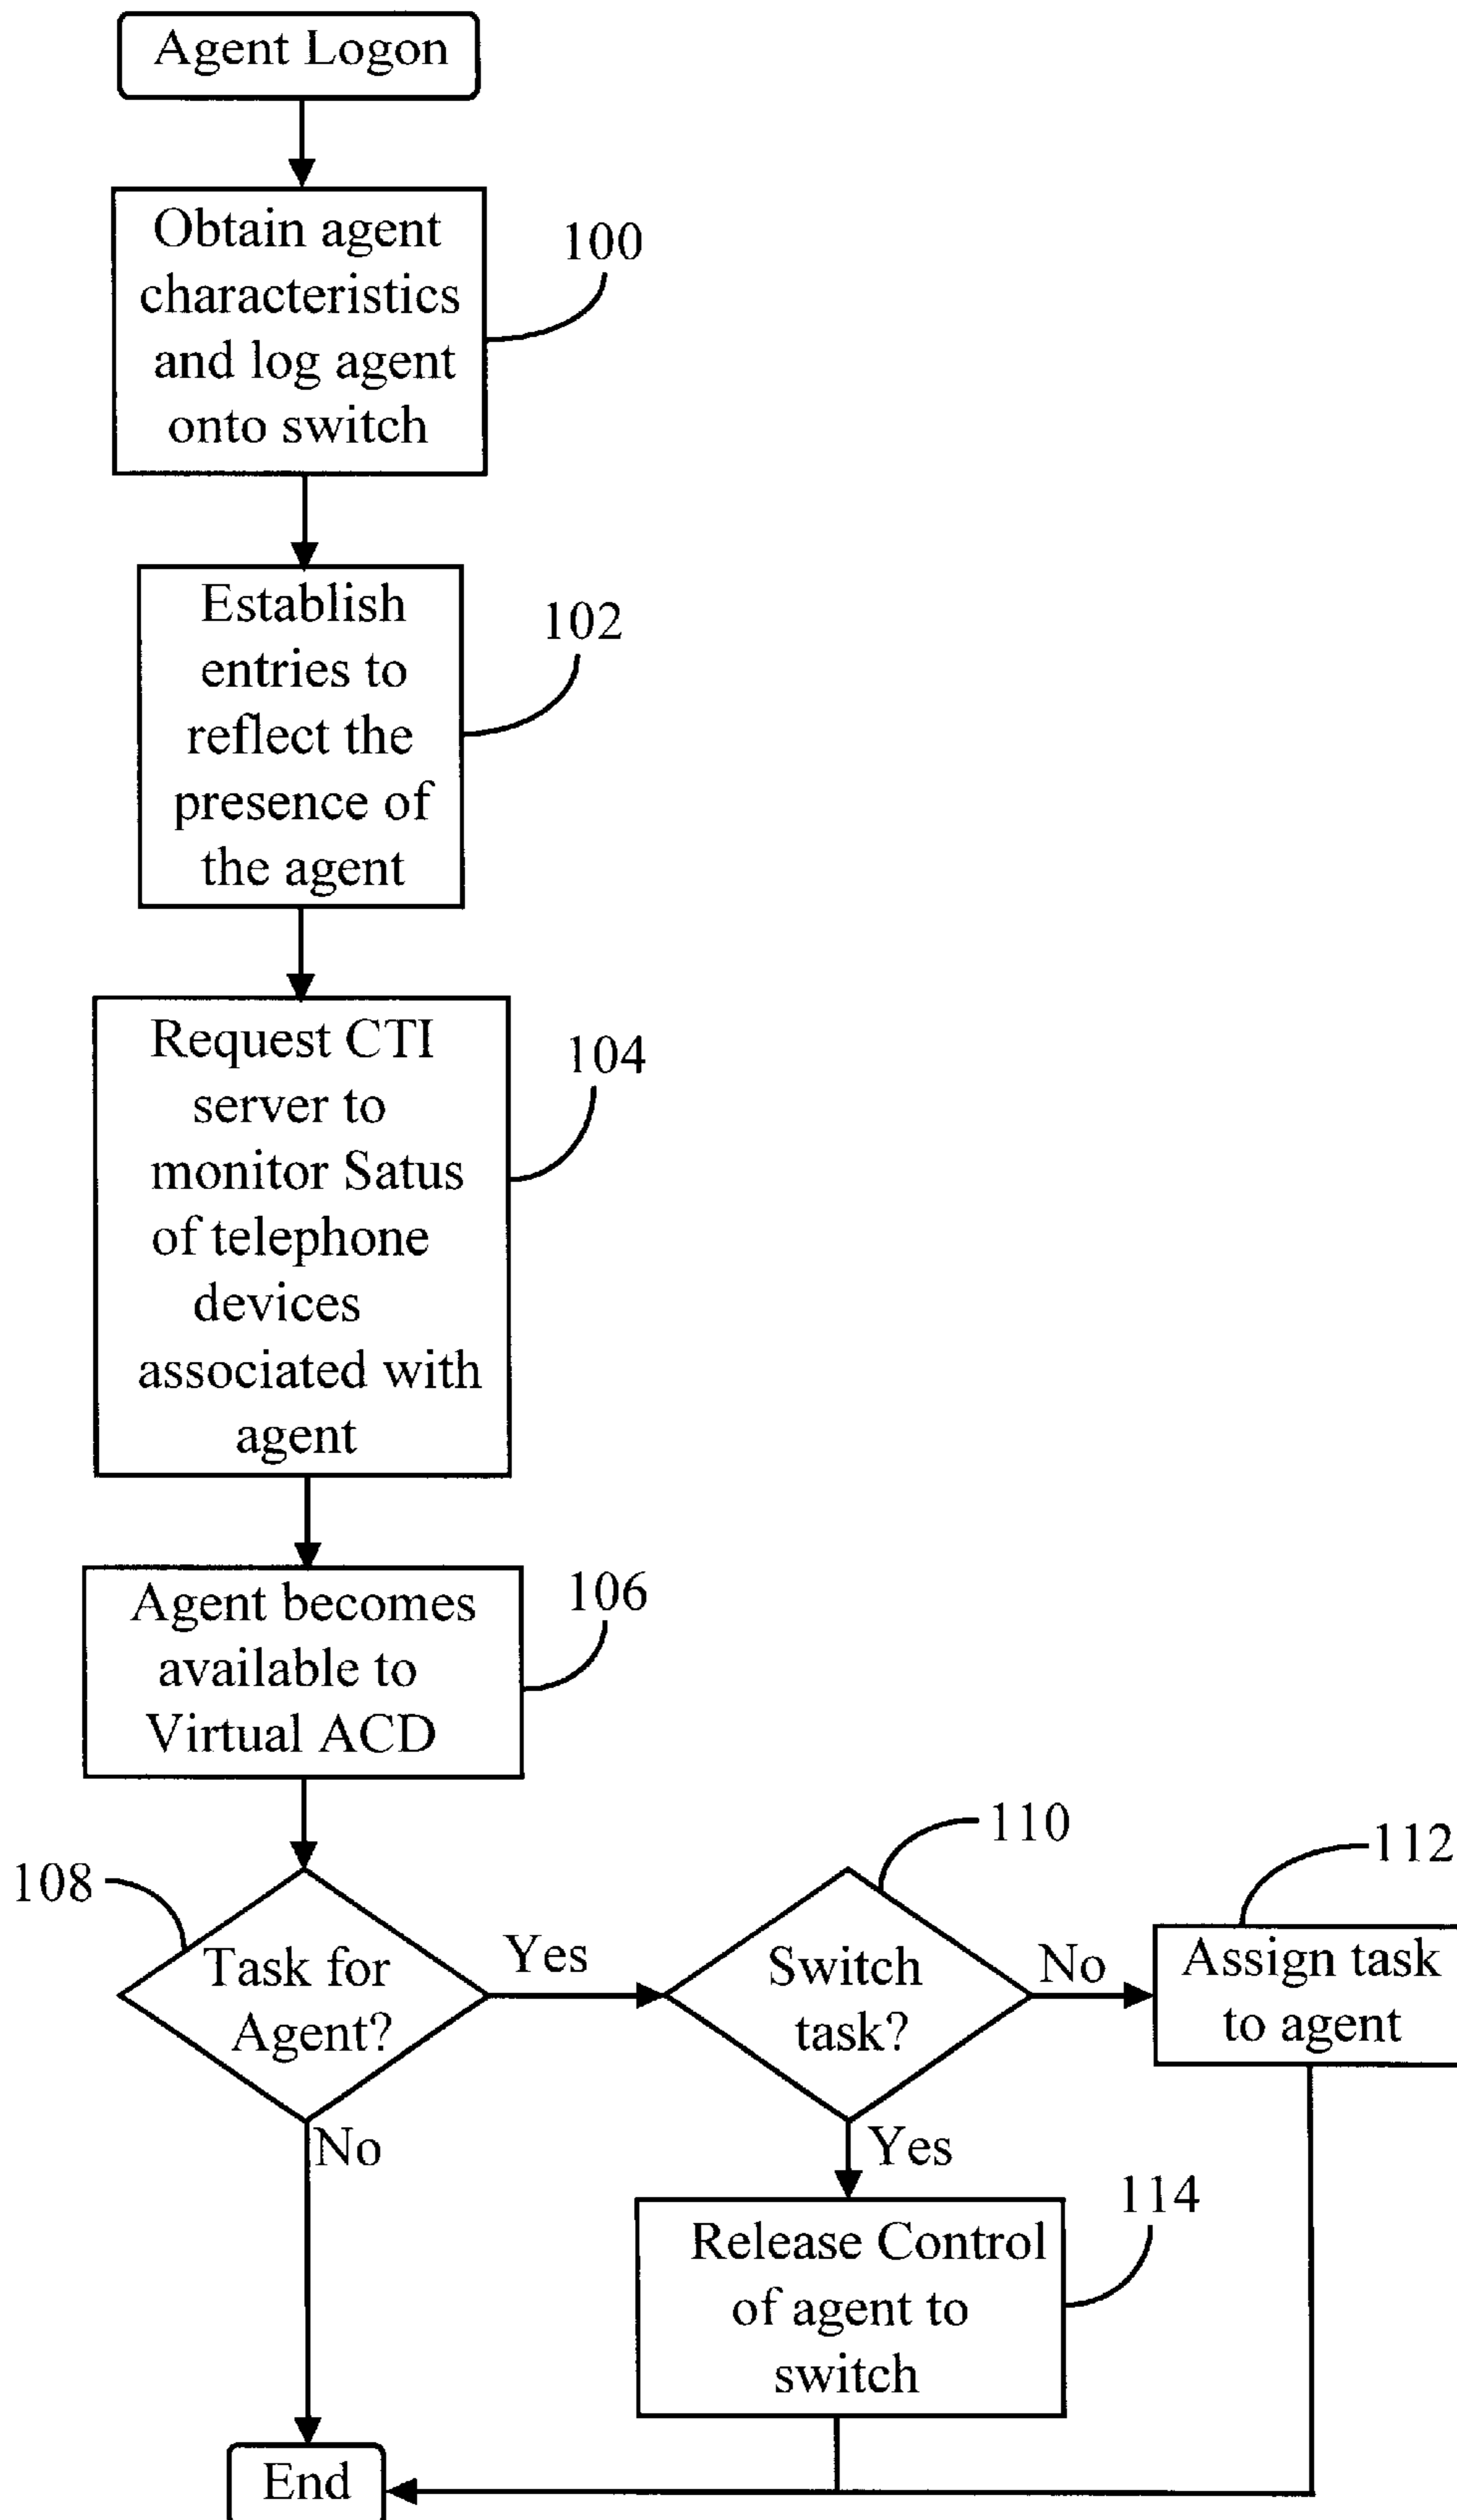 Agent Logon
Obtain agent
characteristics
and log agent
onto switch
100
Establish
entries to
reflect the
presence of
the agent
102
Request CTI
server to
monitor Satus
of telephone
devices
associated with
agent
104
Agent becomes
available to
Virtual ACD
106
108
Task for
Agent?
Yes
No
110
Switch
task?
No
Yes
112
Assign task
to agent
114
Release Control
of agent to
switch
End